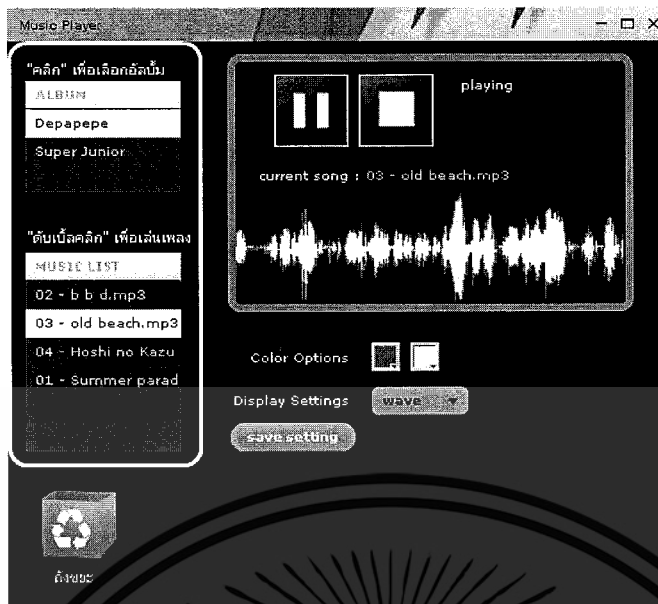 Music Player
"คลิก" เพื่อเลือกอัลบั้ม
ALBUM
Depapepe
Super Junior
"ดับเบิ้ลคลิก" เพื่อเล่นเพลง
MUSIC LIST
02 - b b d.mp3
03 - old beach.mp3
04 - Hoshi no Kazu
01 - Summer parad
playing
current song : 03 - old beach.mp3
Color Options
Display Settings
wave
save setting
ถังขยะ